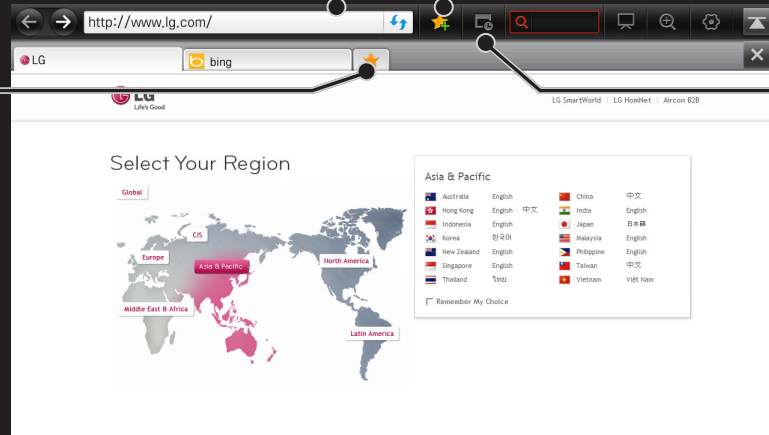 http://www.lg.com/
LG
bing
LG
Life's Good
LG SmartWorld | LG HomNet | Aircon B2B
Select Your Region
Global
CIS
Europe
Asia & Pacific
North America
Middle East & Africa
Latin America
Asia & Pacific
Australia English China 中文
Hong Kong English 中文 India English
Indonesia English Japan 日本語
Korea 한국어 Malaysia English
New Zealand English Philippine English
Singapore English Taiwan 中文
Thailand ไทย Vietnam Việt Nam
Remember My Choice